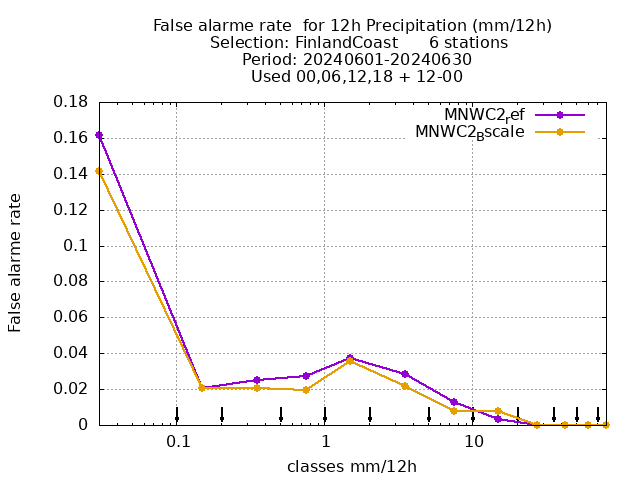 False alarme rate  for 12h Precipitation (mm/12h)
Selection: FinlandCoast      6 stations
Period: 20240601-20240630
Used 00,06,12,18 + 12-00
0.18
0.16
0.14
0.12
0.1
0.08
0.06
0.04
0.02
0
False alarme rate
MNWC2ref
MNWC2Bscale
0.1
1
10
classes mm/12h